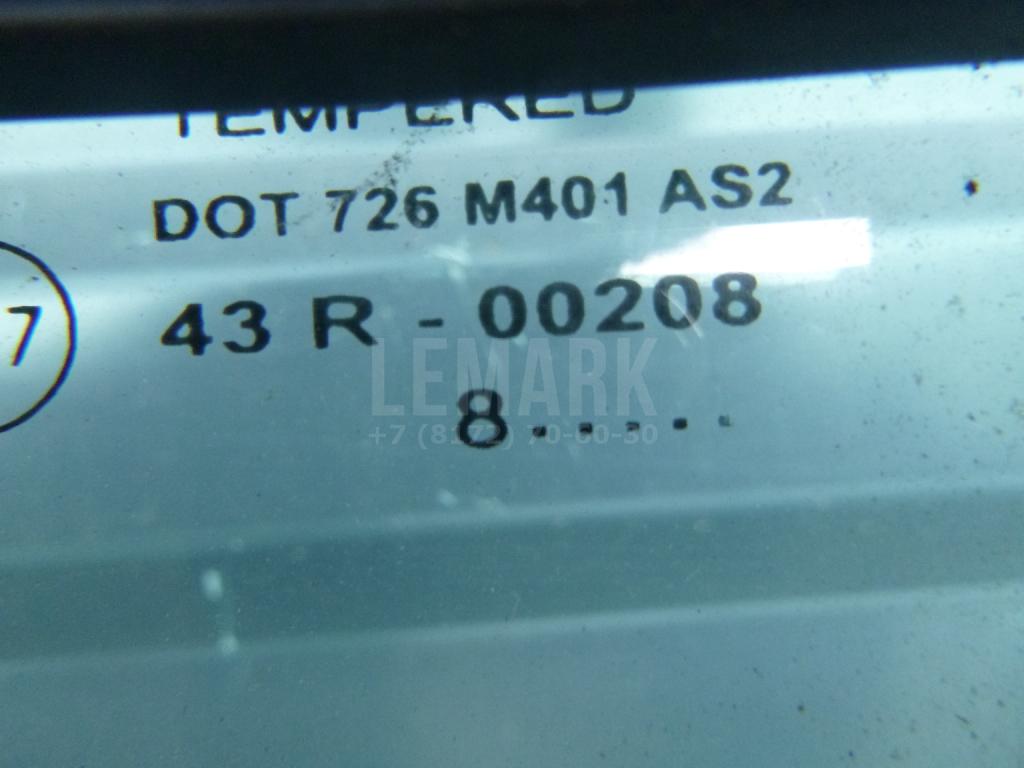 TEMPERED
DOT 726 M401 AS2
7
43 R - 00208
LEMARK
8.....